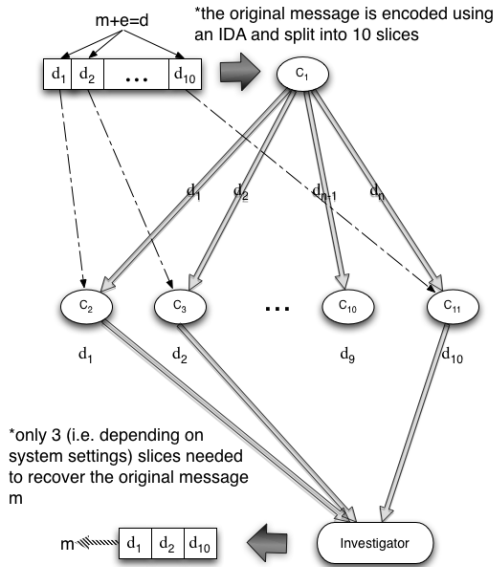 m+e=d
*the original message is encoded using
an IDA and split into 10 slices
d1 d2 ... d10
C1
d1 d2 dn-1 dn
C2 C3 ... C10 C11
d1 d2 d9 d10
*only 3 (i.e. depending on
system settings) slices needed
to recover the original message
m
m d1 d2 d10
Investigator